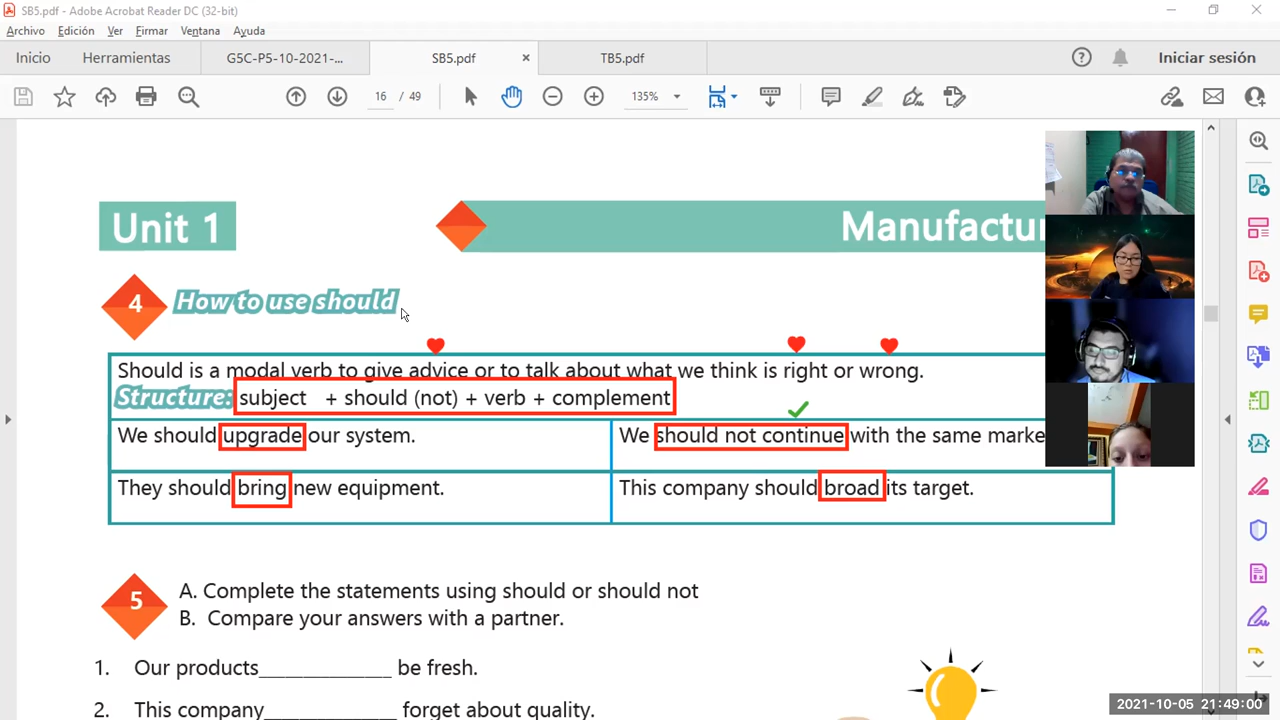 SB5.pdf - Adobe Acrobat Reader DC (32-bit)
Archivo Edición Ver Firmar Ventana Ayuda
Inicio Herramientas G5C-P5-10-2021-... SB5.pdf × TB5.pdf Iniciar sesión
16 / 49 135%
Unit 1
Manufactu
4 How to use should
Should is a modal verb to give advice or to talk about what we think is right or wrong.
Structure: subject + should (not) + verb + complement
We should upgrade our system. We should not continue with the same marke
They should bring new equipment. This company should broad its target.
5 A. Complete the statements using should or should not
B. Compare your answers with a partner.
1. Our products_______________ be fresh.
2. This company_______________ forget about quality.
2021-10-05 21:49:00